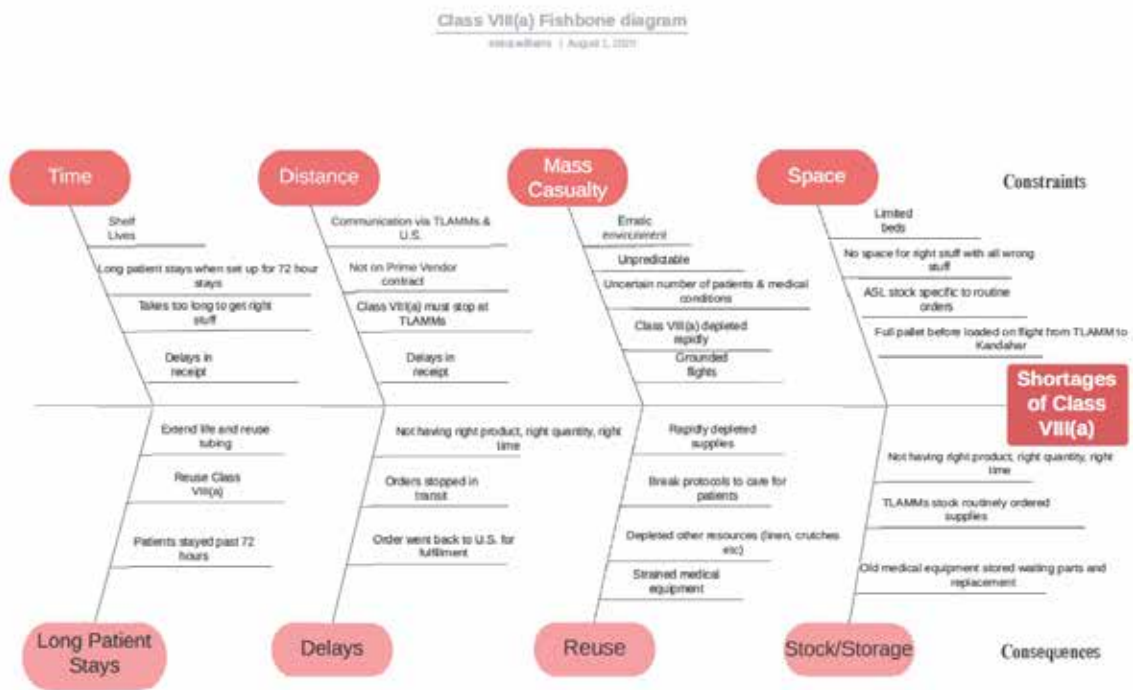 Class VIII(a) Fishbone diagram
August 1, 2020
Time
Distance
Mass
Casualty
Space
Constraints
Shelf
Lives
Long patient stays when set up for 72 hour
stays
Takes too long to get right
stuff
Delays in
receipt
Communication via TLAMMs &
U.S.
Not on Prime Vendor
contract
Class VIII(a) must stop at
TLAMMs
Delays in
receipt
Erratic
environment
Unpredictable
Uncertain number of patients & medical
conditions
Class VIII(a) depleted
rapidly
Grounded
flights
Limited
beds
No space for right stuff with all wrong
stuff
ASL stock specific to routine
orders
Full pallet before loaded on flight from TLAMM to
Kandahar
Shortages
of Class
VIII(a)
Extend life and reuse
tubing
Reuse Class
VIII(a)
Patients stayed past 72
hours
Not having right product, right quantity, right
time
Orders stopped in
transit
Order went back to U.S. for
fulfillment
Rapidly depleted
supplies
Break protocols to care for
patients
Depleted other resources (linen, crutches
etc)
Strained medical
equipment
Not having right product, right quantity, right
time
TLAMMs stock routinely ordered
supplies
Old medical equipment stored waiting parts and
replacement
Long Patient
Stays
Delays
Reuse
Stock/Storage
Consequences